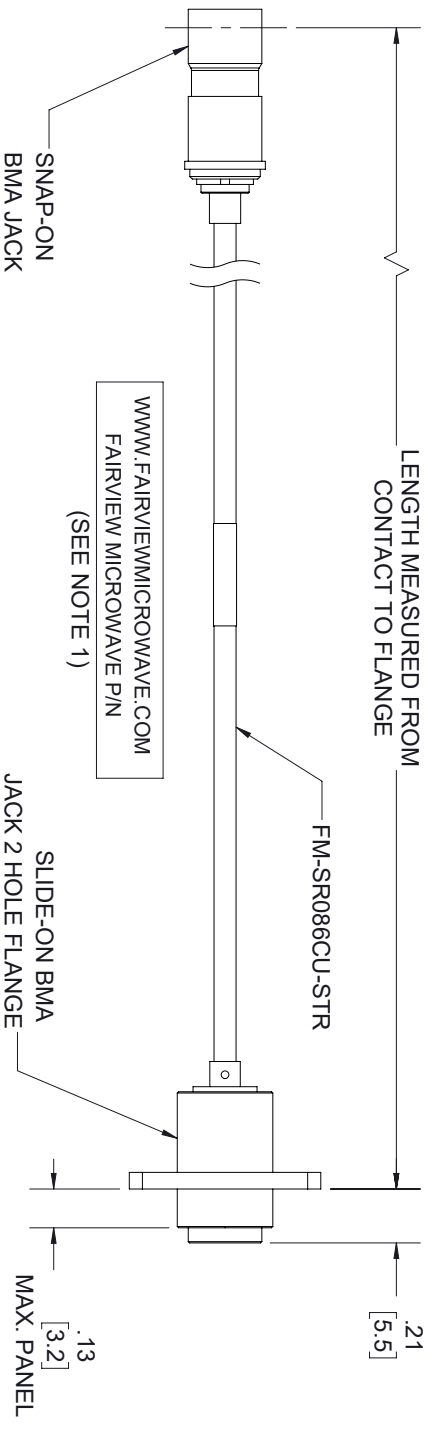 LENGTH MEASURED FROM
CONTACT TO FLANGE
.21
[5.5]
FM-SR086CU-STR
WWW.FAIRVIEWMICROWAVE.COM
FAIRVIEW MICROWAVE P/N
(SEE NOTE 1)
SNAP-ON
BMA JACK
SLIDE-ON BMA
JACK 2 HOLE FLANGE
.13
[3.2]
MAX. PANEL